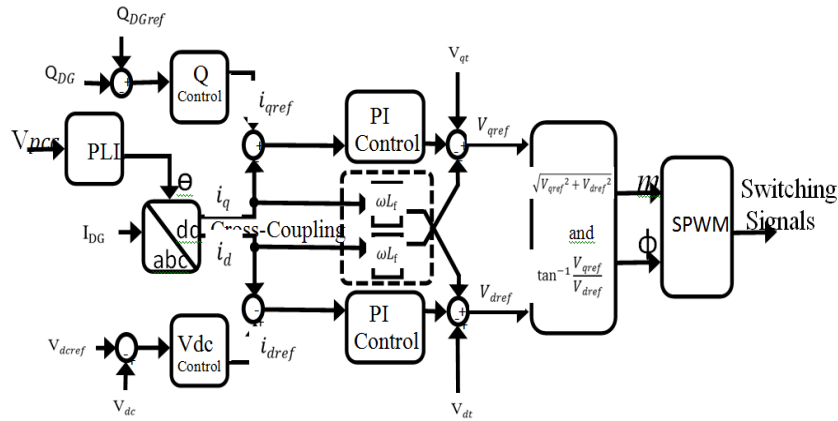 Q_DGref
Q_DG
Q
Control
i_qref
V_qt
PI
Control
V_qref
Vpcc
PLL
θ
i_q
I_DG
dq
abc
Cross-Coupling
i_d
ωL_f
ωL_f
√(V_qref² + V_dref²)
and
tan⁻¹ V_qref / V_dref
m
ϕ
SPWM
Switching
Signals
V_dref
PI
Control
V_dcref
Vdc
Control
i_dref
V_dc
V_dt